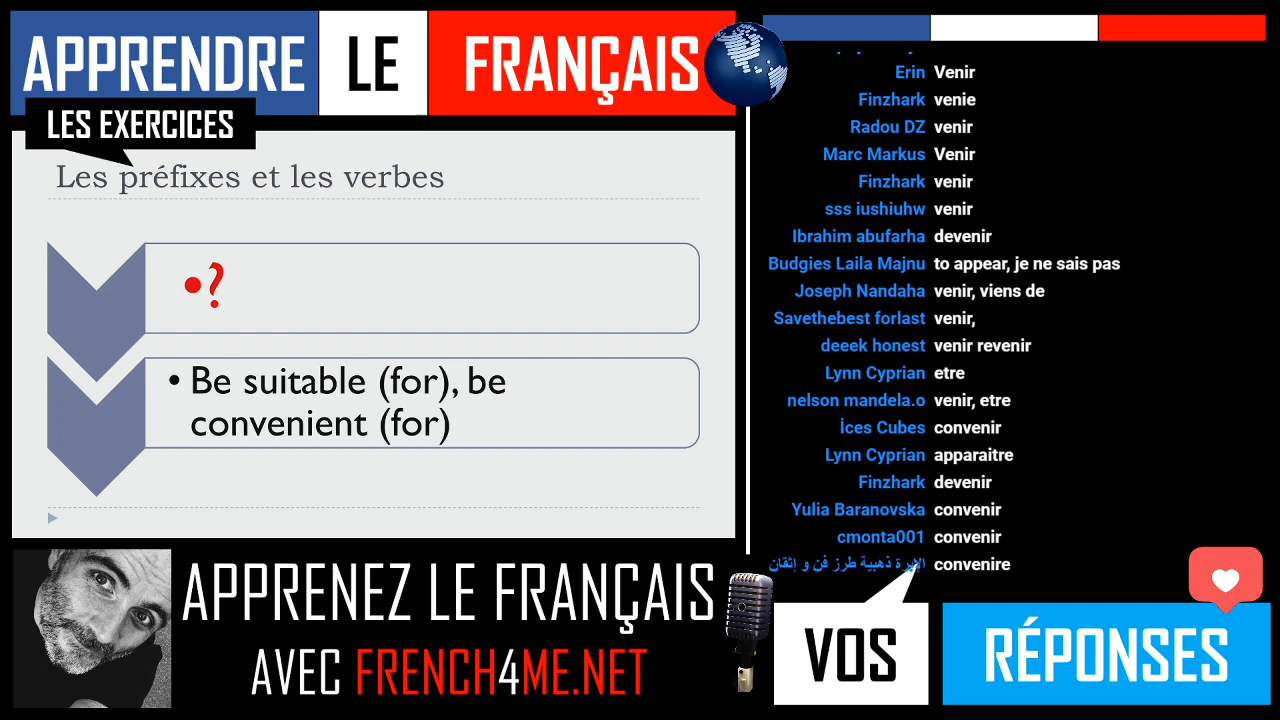 APPRENDRE LE FRANÇAIS
LES EXERCICES
Les préfixes et les verbes
•?
• Be suitable (for), be
convenient (for)
APPRENEZ LE FRANÇAIS
AVEC FRENCH4ME.NET
Erin Venir
Finzhark venie
Radou DZ venir
Marc Markus Venir
Finzhark venir
sss iushiuhw venir
Ibrahim abufarha devenir
Budgies Laila Majnu to appear, je ne sais pas
Joseph Nandaha venir, viens de
Savethebest forlast venir,
deeek honest venir revenir
Lynn Cyprian etre
nelson mandela.o venir, etre
İces Cubes convenir
Lynn Cyprian apparaitre
Finzhark devenir
Yulia Baranovska convenir
cmonta001 convenir
الابرة ذهبية طرز فن و إتقان convenire
VOS RÉPONSES